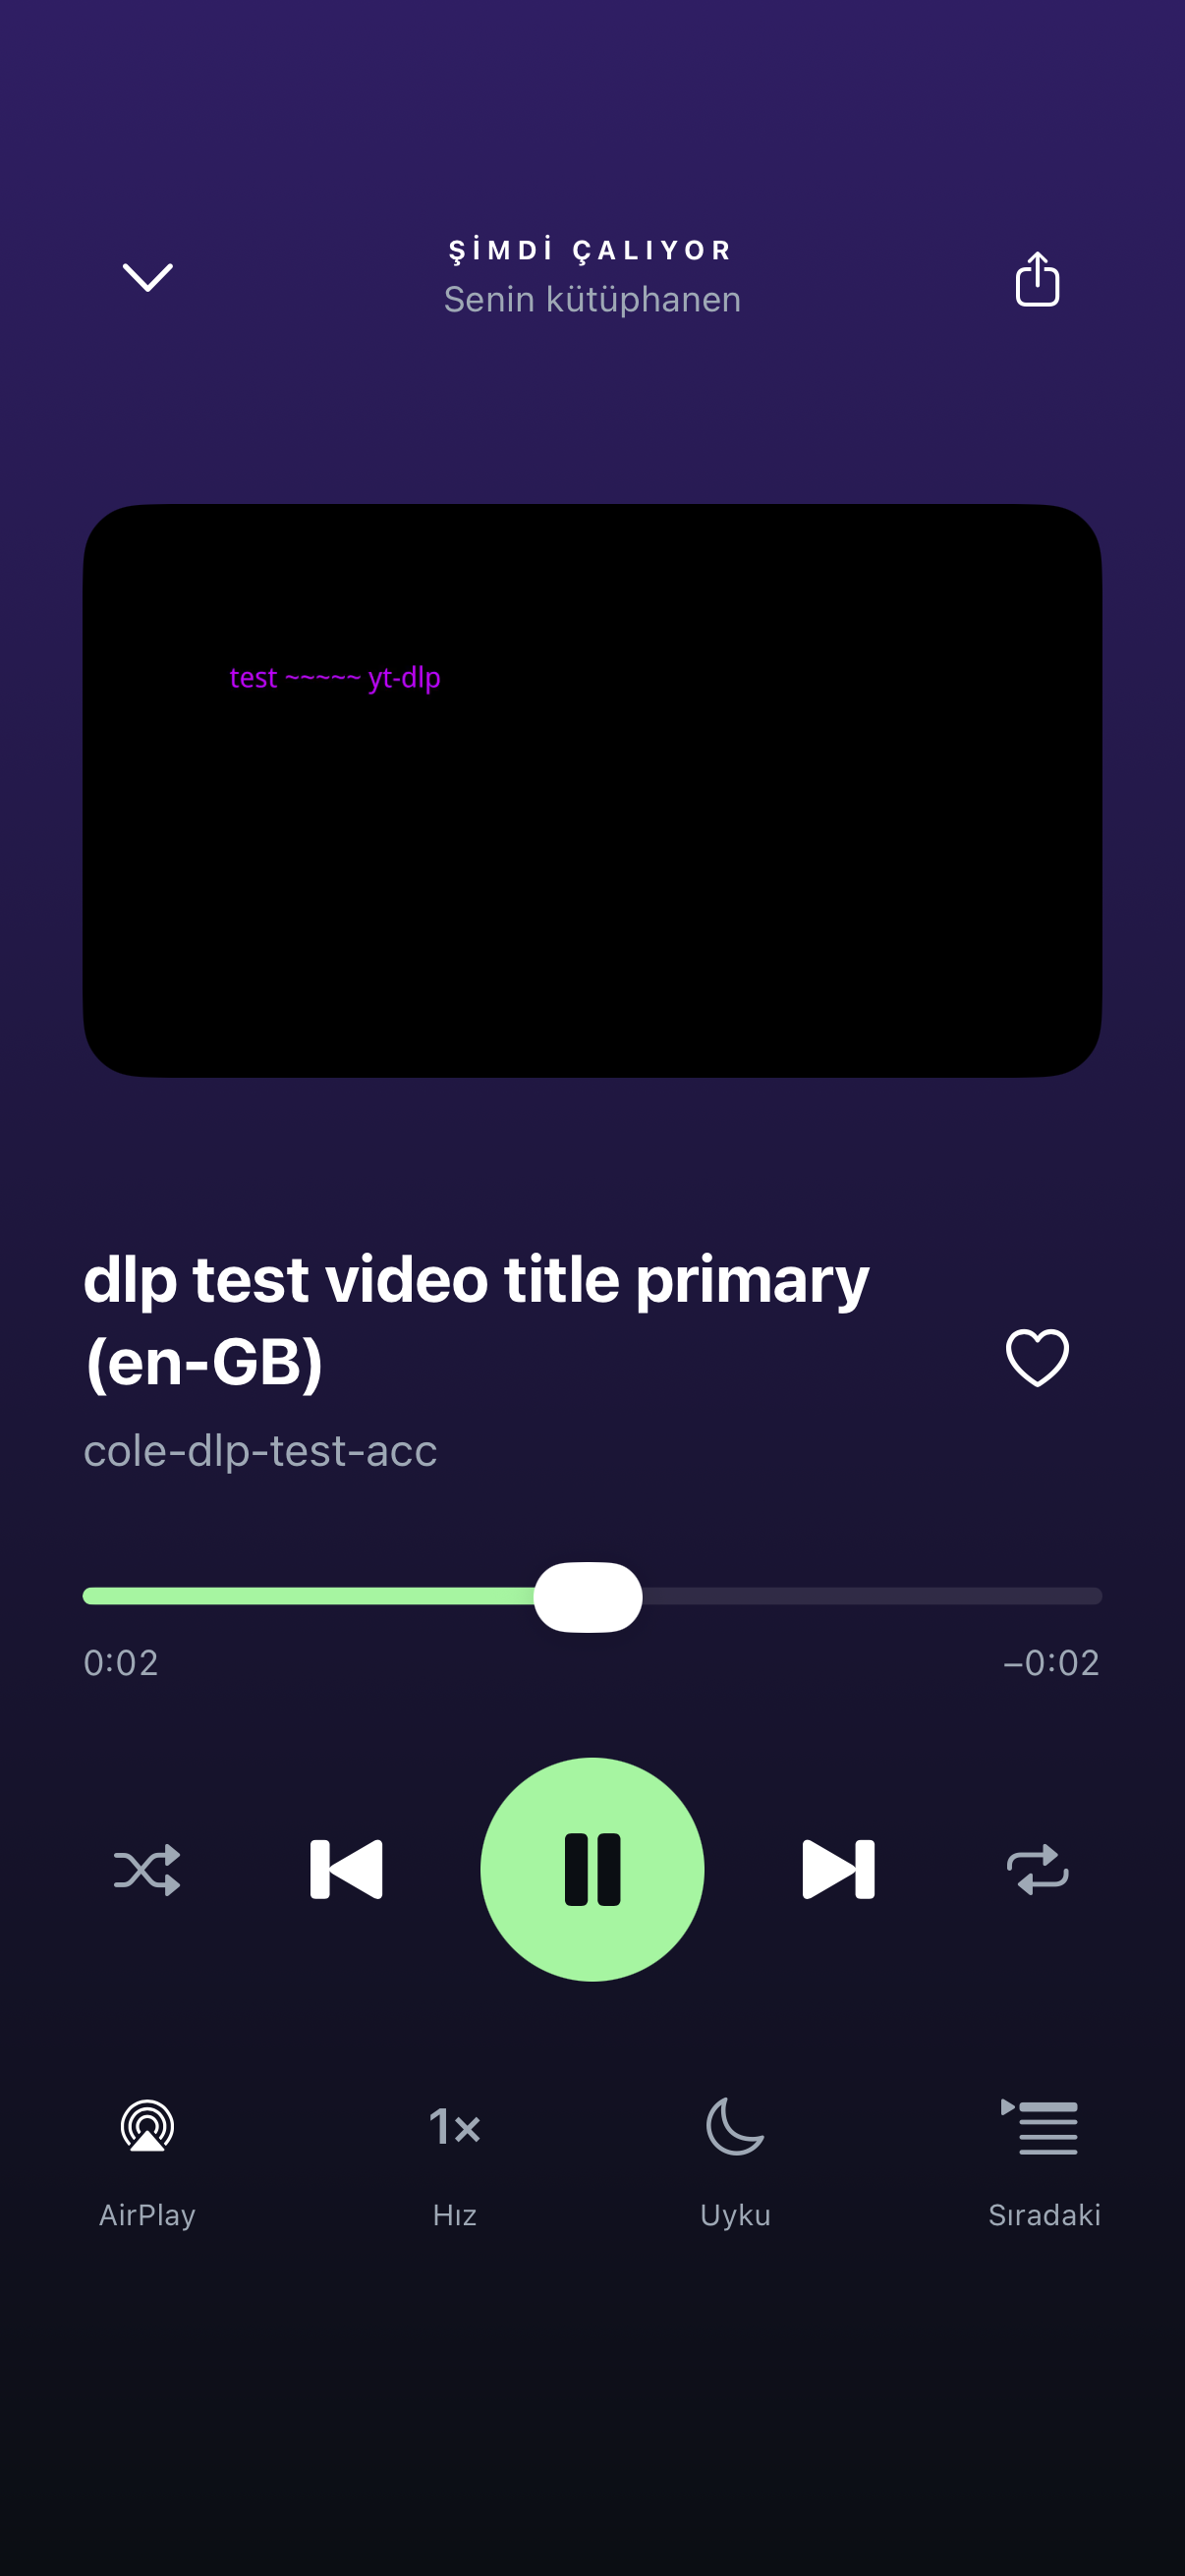 ŞİMDİ ÇALIYOR
Senin kütüphanen
test ~~~~~ yt-dlp
dlp test video title primary
(en-GB)
cole-dlp-test-acc
0:02
–0:02
1×
AirPlay
Hız
Uyku
Sıradaki